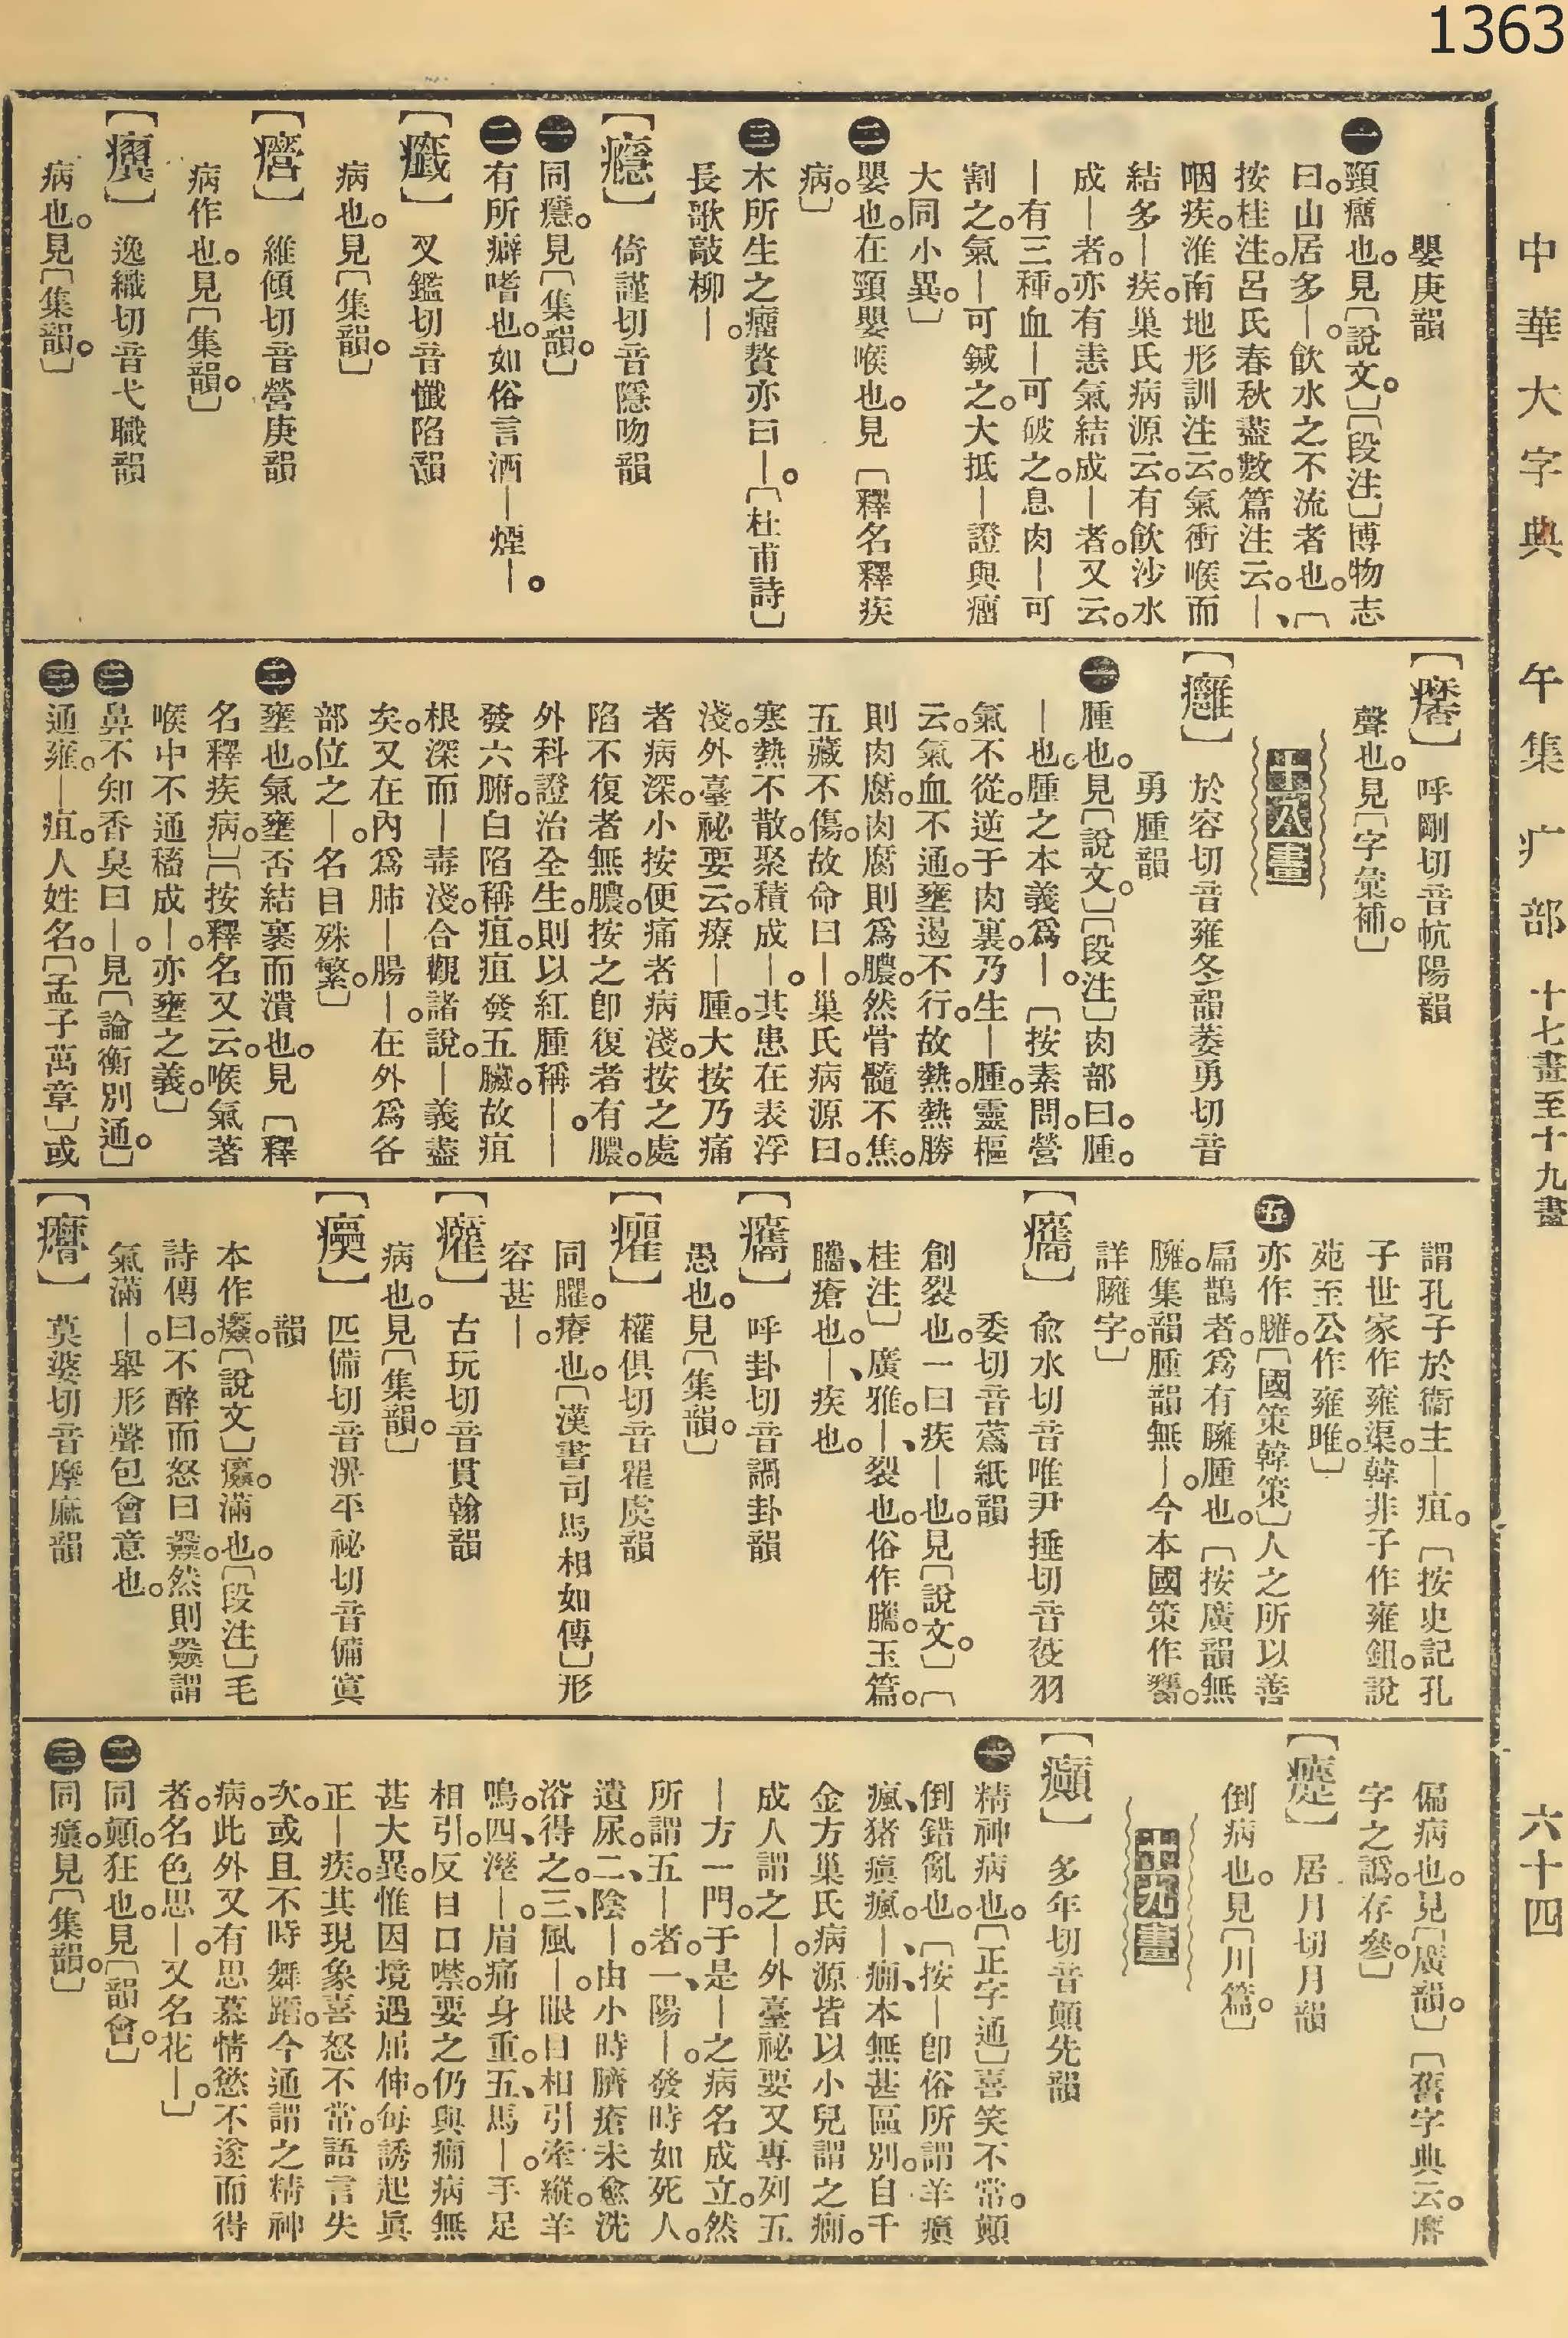 1363
中華大字典 午集 疒部 十七畫至十九畫 六十四
嬰庚韻
㊀頸瘤也。見〔說文。〕〔段注〕博物志
曰。山居多—。飮水之不流者也。〔
按桂注。呂氏春秋盡數篇注云。—、
咽疾。淮南地形訓注云。氣衝喉而
結多—疾。巢氏病源云。有飮沙水
成—者。亦有恚氣結成—者。又云。
—有三種。血—可破之。息肉—可
割之。氣—可鍼之。大抵—證與瘤
大同小異。〕
㊁嬰也。在頸嬰喉也。見〔釋名釋疾
病。〕
㊂木所生之瘤贅亦曰—。〔杜甫詩〕
長歌敲柳—。
〔癮〕 倚謹切音隱吻韻
㊀同㾙。見〔集韻。〕
㊁有所癖嗜也。如俗言酒—煙—。
〔㿊〕 叉鑑切音懺陷韻
病也。見〔集韻。〕
維傾切音營庚韻
病作也。見〔集韻。〕
逸織切音弋職韻
病也。見〔集韻。〕
呼剛切音㤚陽韻
聲也。見〔字彙補。〕
十八畫
〔癰〕 於容切音雍冬韻委勇切音
勇腫韻
㊀腫也。見〔說文。〕〔段注〕肉部曰。腫。
—也。腫之本義爲—。〔按素問。營
氣不從。逆于肉裏。乃生—腫。靈樞
云。氣血不通。壅遏不行。故熱。熱勝
則肉腐。肉腐則爲膿。然骨髓不焦。
五藏不傷。故命曰—。巢氏病源曰。
寒熱不散。聚積成—。其患在表浮
淺。外臺祕要云。療—腫。大按乃痛
者病深。小按便痛者病淺。按之處
陷不復者無膿。按之卽復者有膿。
外科證治全生。則以紅腫稱—。—
發六腑。白陷稱疽。疽發五臟。故疽
根深而—毒淺。合觀諸說。—義盡
矣。又在內爲肺—腸—。在外爲各
部位之—。名目殊繁。〕
㊁壅也。氣壅否結裹而潰也。見〔釋
名釋疾病。〕〔按釋名又云。喉氣著
喉中不通穡成—。亦壅之義。〕
㊂鼻不知香臭曰—。見〔論衡別通。〕
㊃通雍。—疽。人姓名。〔孟子萬章〕或
謂孔子於衞主—疽。〔按史記孔
子世家作雍渠。韓非子作雍鉏。說
苑至公作雍雎。〕
㊄亦作臃。〔國策韓策〕人之所以善
扁鵲者。爲有臃腫也。〔按廣韻無
臃。集韻腫韻無—。今本國策作癰。
詳臃字。〕
〔㿑〕 兪水切音唯尹捶切音莈羽
委切音蔿紙韻
創裂也。一曰疾—也。見〔說文。〕〔
桂注〕廣雅。—、裂也。俗作𦢩。玉篇。
𦢩、瘡也。—、疾也。
呼卦切音諣卦韻
愚也。見〔集韻。〕
〔癯〕 權俱切音瞿虞韻
同臞。瘠也。〔漢書司馬相如傳〕形
容甚—。
古玩切音貫翰韻
病也。見〔集韻。〕
匹備切音濞平祕切音備寘
韻
詩傳曰。不醉而怒曰奰。然則奰謂
氣滿—。舉形聲包會意也。
莫婆切音摩麻韻
偏病也。見〔廣韻。〕〔舊字典云。𤻤
字之譌。存參。〕
居月切月韻
倒病也。見〔川篇。〕
十九畫
〔癲〕 多年切音顚先韻
㊀精神病也。〔正字通〕喜笑不常。顚
倒錯亂也。〔按—卽俗所謂羊癲
瘋、猪癲瘋。—、癇、本無甚區別。自千
金方巢氏病源皆以小兒謂之癇。
成人謂之—。外臺祕要又專列五
—方一門。于是—之病名成立。然
所謂五—者。一、陽—。發時如死人。
遺尿。二、陰—。由小時臍瘡未愈洗
浴得之。三、風—。眼目相引牽縱。羊
鳴。四、溼—。眉痛身重。五、馬—。手足
相引。反目口噤。要之仍與癇病無
甚大異。惟因境遇屈伸。每誘起眞
正—疾。其現象喜怒不常。語言失
次。或且不時舞蹈。今通謂之精神
病。此外又有思慕情慾不遂而得
者。名色思—。又名花—。〕
㊁同顚。狂也。見〔韻會。〕
㊂同瘨。見〔集韻。〕